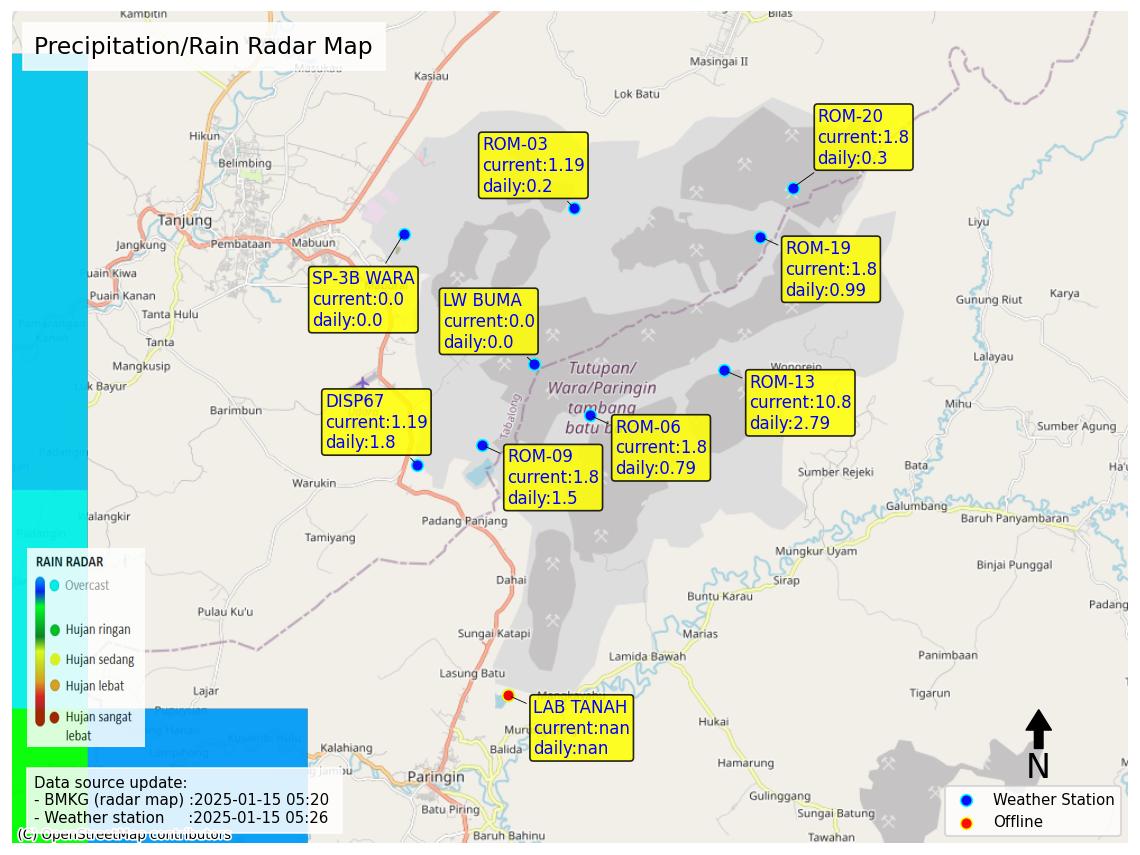 Precipitation/Rain Radar Map
Kambitin
Bilas
Masingai II
Kasiau
Lok Batu
Hikun
Belimbing
Tanjung
Jangkung
Pembataan
Mabuun
Puain Kiwa
Puain Kanan
Tanta Hulu
Tanta
Mangkusip
Luk Bayur
Barimbun
Padangin
Warukin
Walangkir
Padangin
Tamiyang
Padang Panjang
Dahai
Pulau Ku'u
Sungai Katapi
Lasung Batu
Lajar
Kalahiang
Paringin
Balida
Batu Piring
Baruh Bahinu
ROM-03
current:1.19
daily:0.2
ROM-20
current:1.8
daily:0.3
SP-3B WARA
current:0.0
daily:0.0
LW BUMA
current:0.0
daily:0.0
ROM-19
current:1.8
daily:0.99
Liyu
Gunung Riut
Karya
Lalayau
Mihu
Sumber Agung
Wonorejo
Tutupan/
Wara/Paringin
tambang
Tabalong
ROM-13
current:10.8
daily:2.79
DISP67
current:1.19
daily:1.8
ROM-06
current:1.8
daily:0.79
ROM-09
current:1.8
daily:1.5
Sumber Rejeki
Bata
Galumbang
Baruh Panyambaran
Mungkur Uyam
Binjai Punggal
Sirap
Buntu Karau
Marias
Lamida Bawah
Panimbaan
Tigarun
Hukai
Hamarung
Gulinggang
Sungai Batung
Tawahan
LAB TANAH
current:nan
daily:nan
RAIN RADAR
Overcast
Hujan ringan
Hujan sedang
Hujan lebat
Hujan sangat
lebat
Data source update:
- BMKG (radar map) :2025-01-15 05:20
- Weather station :2025-01-15 05:26
(C) OpenStreetMap contributors
N
Weather Station
Offline